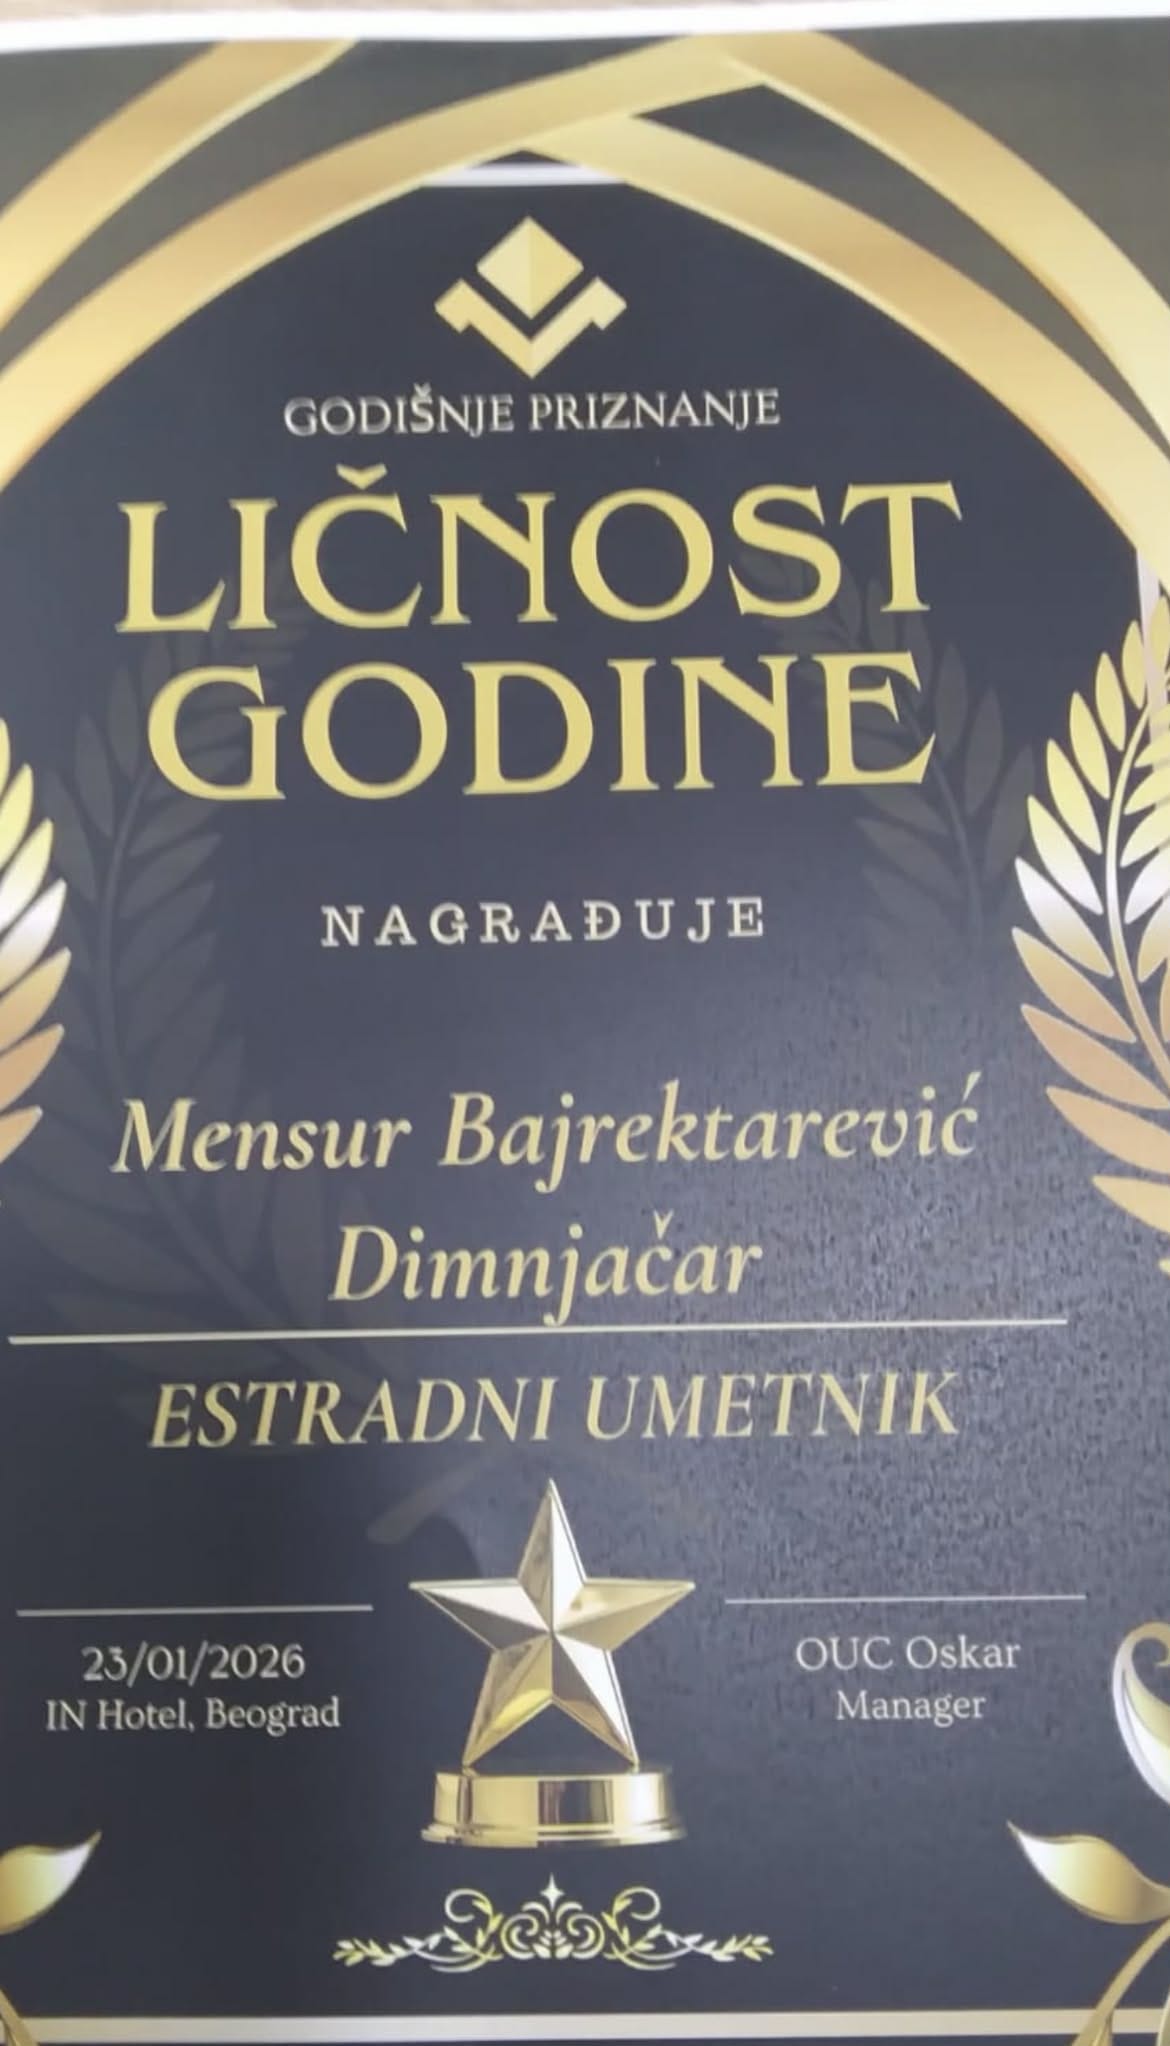 GODIŠNJE PRIZNANJE
LIČNOST
GODINE
NAGRAĐUJE
Mensur Bajrektarević
Dimnjačar
ESTRADNI UMETNIK
23/01/2026
IN Hotel, Beograd
OUC Oskar
Manager